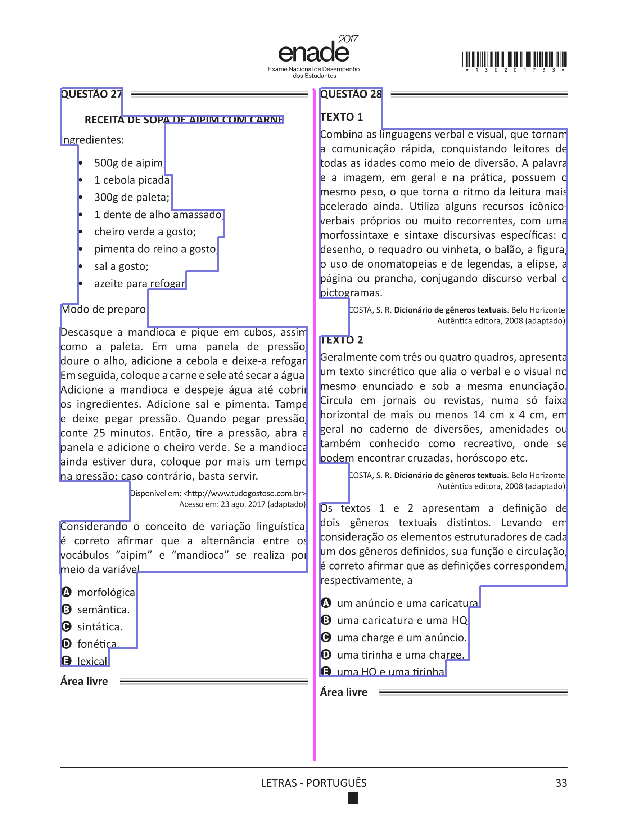 2017
enade
Exame Nacional de Desempenho
dos Estudantes
*R330201753*
QUESTÃO 27
RECEITA DE SOPA DE AIPIM COM CARNE
Ingredientes:
• 500g de aipim
• 1 cebola picada
• 300g de paleta;
• 1 dente de alho amassado
• cheiro verde a gosto;
• pimenta do reino a gosto
• sal a gosto;
• azeite para refogar
Modo de preparo
Descasque a mandioca e pique em cubos, assim
como a paleta. Em uma panela de pressão
doure o alho, adicione a cebola e deixe-a refogar
Em seguida, coloque a carne e sele até secar a água
Adicione a mandioca e despeje água até cobrir
os ingredientes. Adicione sal e pimenta. Tampe
e deixe pegar pressão. Quando pegar pressão
conte 25 minutos. Então, tire a pressão, abra a
panela e adicione o cheiro verde. Se a mandioca
ainda estiver dura, coloque por mais um tempo
na pressão; caso contrário, basta servir.
Disponível em: <http://www.tudogostoso.com.br>
Acesso em: 23 ago. 2017 (adaptado)
Considerando o conceito de variação linguística
é correto afirmar que a alternância entre os
vocábulos “aipim” e “mandioca” se realiza por
meio da variável
A morfológica
B semântica.
C sintática.
D fonética.
E lexical
Área livre
QUESTÃO 28
TEXTO 1
Combina as linguagens verbal e visual, que tornam
a comunicação rápida, conquistando leitores de
todas as idades como meio de diversão. A palavra
e a imagem, em geral e na prática, possuem o
mesmo peso, o que torna o ritmo da leitura mais
acelerado ainda. Utiliza alguns recursos icônico-
verbais próprios ou muito recorrentes, com uma
morfossintaxe e sintaxe discursivas específicas: o
desenho, o requadro ou vinheta, o balão, a figura,
o uso de onomatopeias e de legendas, a elipse, a
página ou prancha, conjugando discurso verbal e
pictogramas.
COSTA, S. R. Dicionário de gêneros textuais. Belo Horizonte
Autêntica editora, 2008 (adaptado)
TEXTO 2
Geralmente com três ou quatro quadros, apresenta
um texto sincrético que alia o verbal e o visual no
mesmo enunciado e sob a mesma enunciação.
Circula em jornais ou revistas, numa só faixa
horizontal de mais ou menos 14 cm x 4 cm, em
geral no caderno de diversões, amenidades ou
também conhecido como recreativo, onde se
podem encontrar cruzadas, horóscopo etc.
COSTA, S. R. Dicionário de gêneros textuais. Belo Horizonte
Autêntica editora, 2008 (adaptado)
Os textos 1 e 2 apresentam a definição de
dois gêneros textuais distintos. Levando em
consideração os elementos estruturadores de cada
um dos gêneros definidos, sua função e circulação,
é correto afirmar que as definições correspondem,
respectivamente, a
A um anúncio e uma caricatura
B uma caricatura e uma HQ
C uma charge e um anúncio.
D uma tirinha e uma charge.
E uma HQ e uma tirinha
Área livre
LETRAS - PORTUGUÊS
33